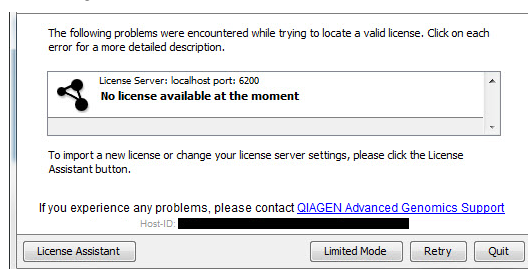 The following problems were encountered while trying to locate a valid license. Click on each
error for a more detailed description.
License Server: localhost port: 6200
No license available at the moment
To import a new license or change your license server settings, please click the License
Assistant button.
If you experience any problems, please contact QIAGEN Advanced Genomics Support
Host-ID:
License Assistant
Limited Mode
Retry
Quit